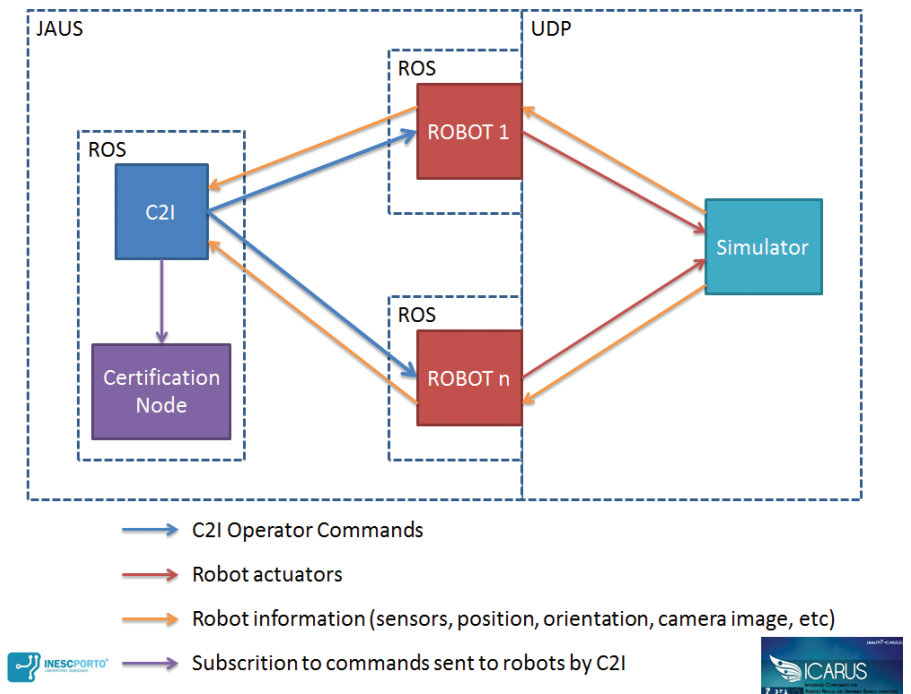 JAUS
UDP
ROS
ROBOT 1
ROS
C2I
Simulator
ROS
Certification
Node
ROBOT n
C2I Operator Commands
Robot actuators
Robot information (sensors, position, orientation, camera image, etc)
Subscrition to commands sent to robots by C2I
INESCPORTO
ICARUS